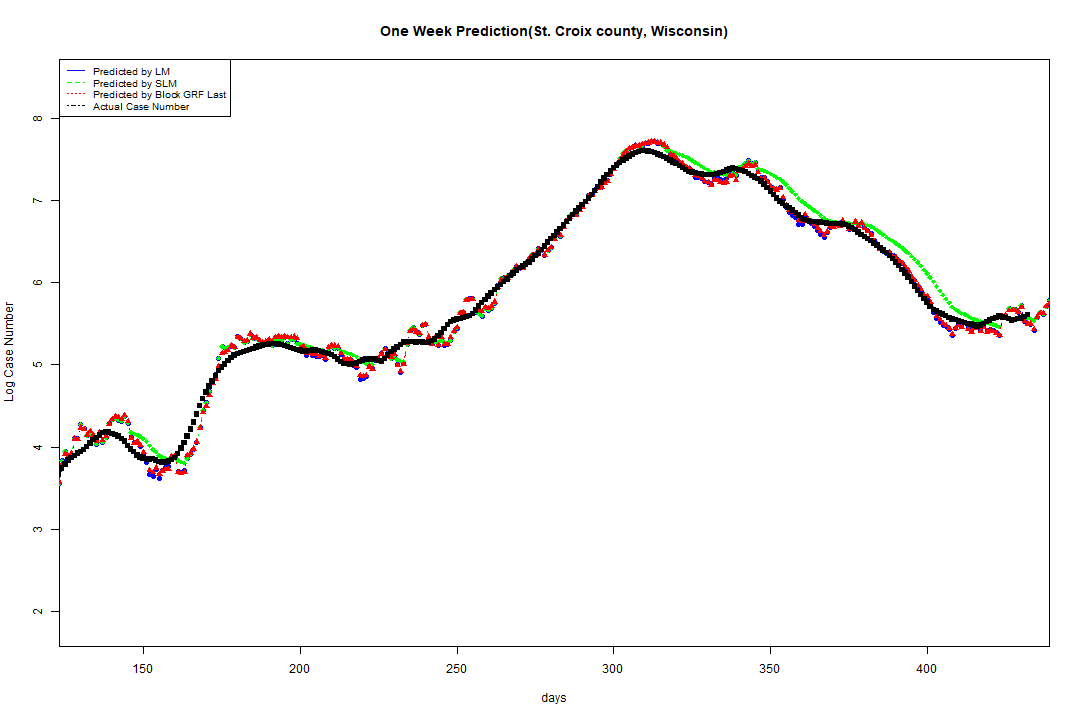 One Week Prediction(St. Croix county, Wisconsin)
Predicted by LM
Predicted by SLM
Predicted by Block GRF Last
Actual Case Number
8
7
6
5
4
3
2
Log Case Number
150 200 250 300 350 400
days